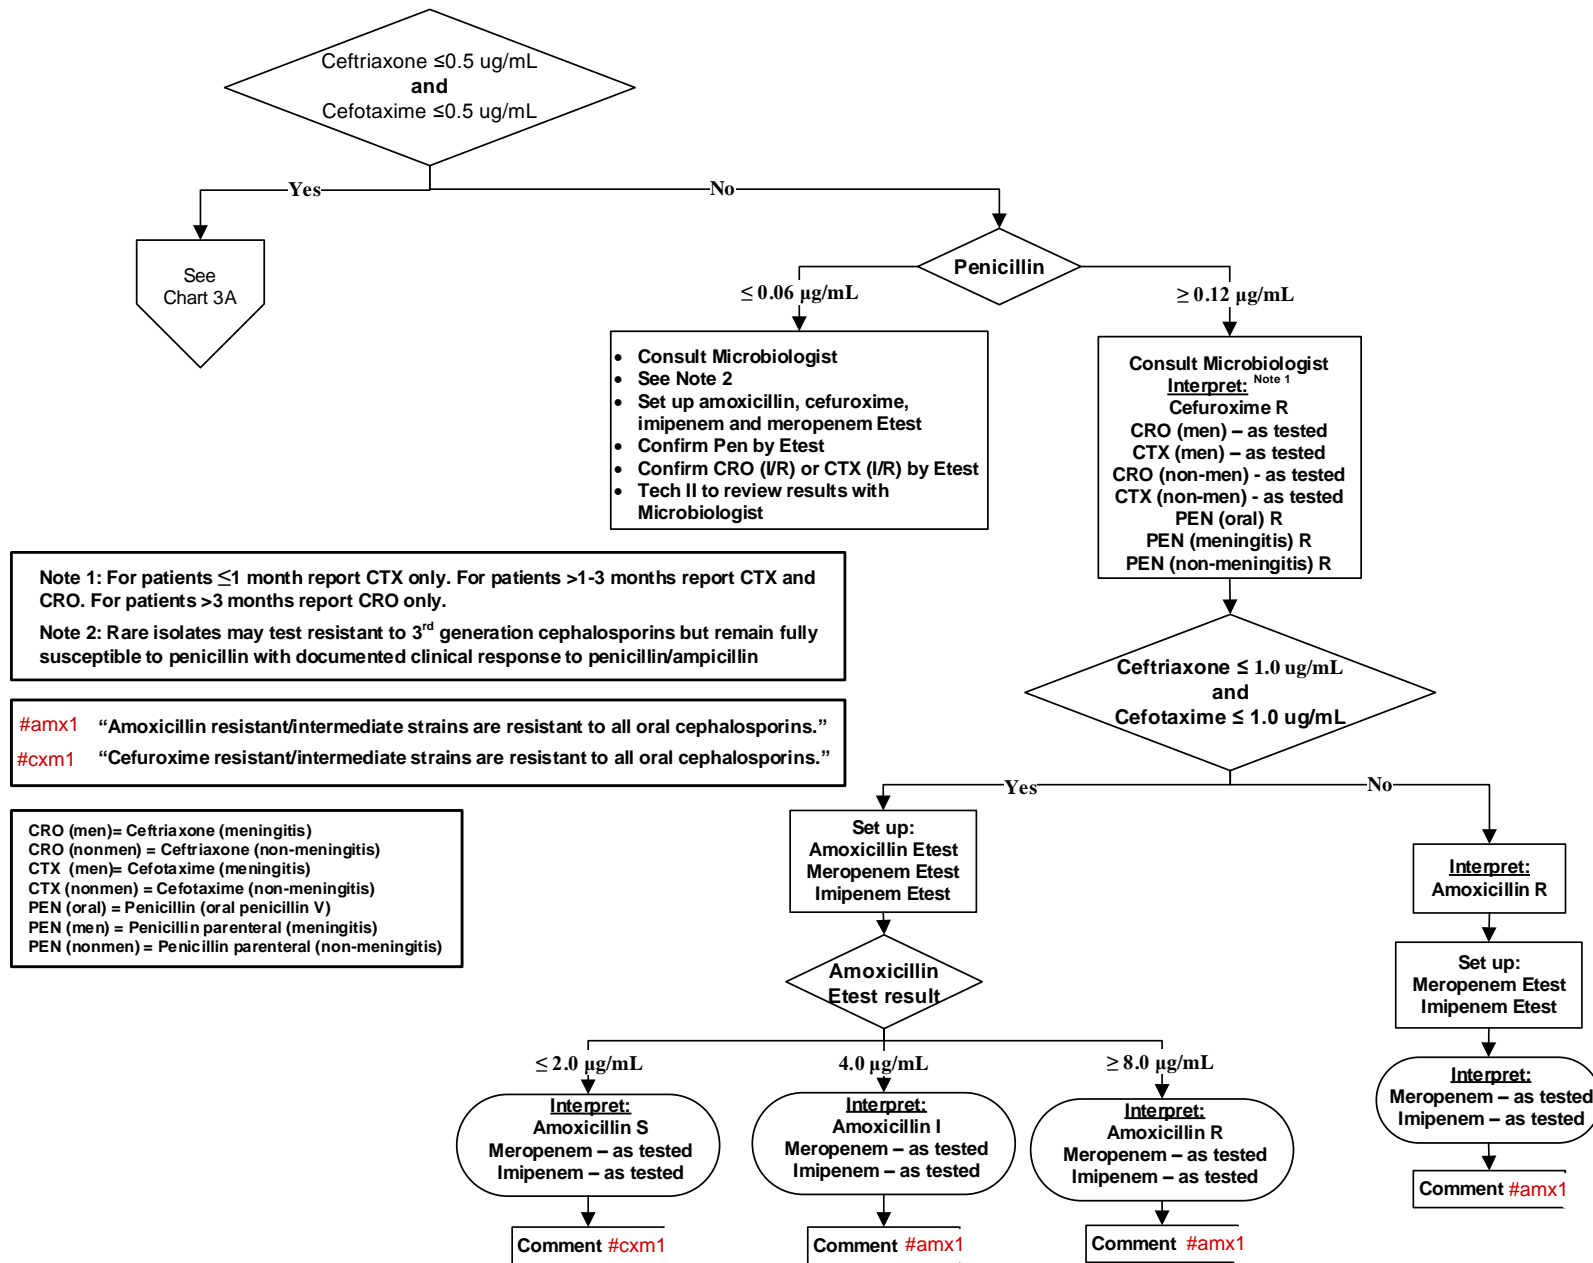 Ceftriaxone ≤0.5 ug/mL
and
Cefotaxime ≤0.5 ug/mL
Yes
No
See
Chart 3A
Penicillin
≤ 0.06 µg/mL
≥ 0.12 µg/mL
• Consult Microbiologist
• See Note 2
• Set up amoxicillin, cefuroxime,
imipenem and meropenem Etest
• Confirm Pen by Etest
• Confirm CRO (I/R) or CTX (I/R) by Etest
• Tech II to review results with
Microbiologist
Consult Microbiologist
Interpret: Note 1
Cefuroxime R
CRO (men) – as tested
CTX (men) – as tested
CRO (non-men) - as tested
CTX (non-men) - as tested
PEN (oral) R
PEN (meningitis) R
PEN (non-meningitis) R
Note 1: For patients ≤1 month report CTX only. For patients >1-3 months report CTX and
CRO. For patients >3 months report CRO only.
Note 2: Rare isolates may test resistant to 3rd generation cephalosporins but remain fully
susceptible to penicillin with documented clinical response to penicillin/ampicillin
#amx1 “Amoxicillin resistant/intermediate strains are resistant to all oral cephalosporins.”
#cxm1 “Cefuroxime resistant/intermediate strains are resistant to all oral cephalosporins.”
CRO (men)= Ceftriaxone (meningitis)
CRO (nonmen) = Ceftriaxone (non-meningitis)
CTX (men)= Cefotaxime (meningitis)
CTX (nonmen) = Cefotaxime (non-meningitis)
PEN (oral) = Penicillin (oral penicillin V)
PEN (men) = Penicillin parenteral (meningitis)
PEN (nonmen) = Penicillin parenteral (non-meningitis)
Ceftriaxone ≤ 1.0 ug/mL
and
Cefotaxime ≤ 1.0 ug/mL
Yes
No
Set up:
Amoxicillin Etest
Meropenem Etest
Imipenem Etest
Interpret:
Amoxicillin R
Amoxicillin
Etest result
Set up:
Meropenem Etest
Imipenem Etest
≤ 2.0 µg/mL
4.0 µg/mL
≥ 8.0 µg/mL
Interpret:
Amoxicillin S
Meropenem – as tested
Imipenem – as tested
Interpret:
Amoxicillin I
Meropenem – as tested
Imipenem – as tested
Interpret:
Amoxicillin R
Meropenem – as tested
Imipenem – as tested
Interpret:
Meropenem – as tested
Imipenem – as tested
Comment #cxm1
Comment #amx1
Comment #amx1
Comment #amx1